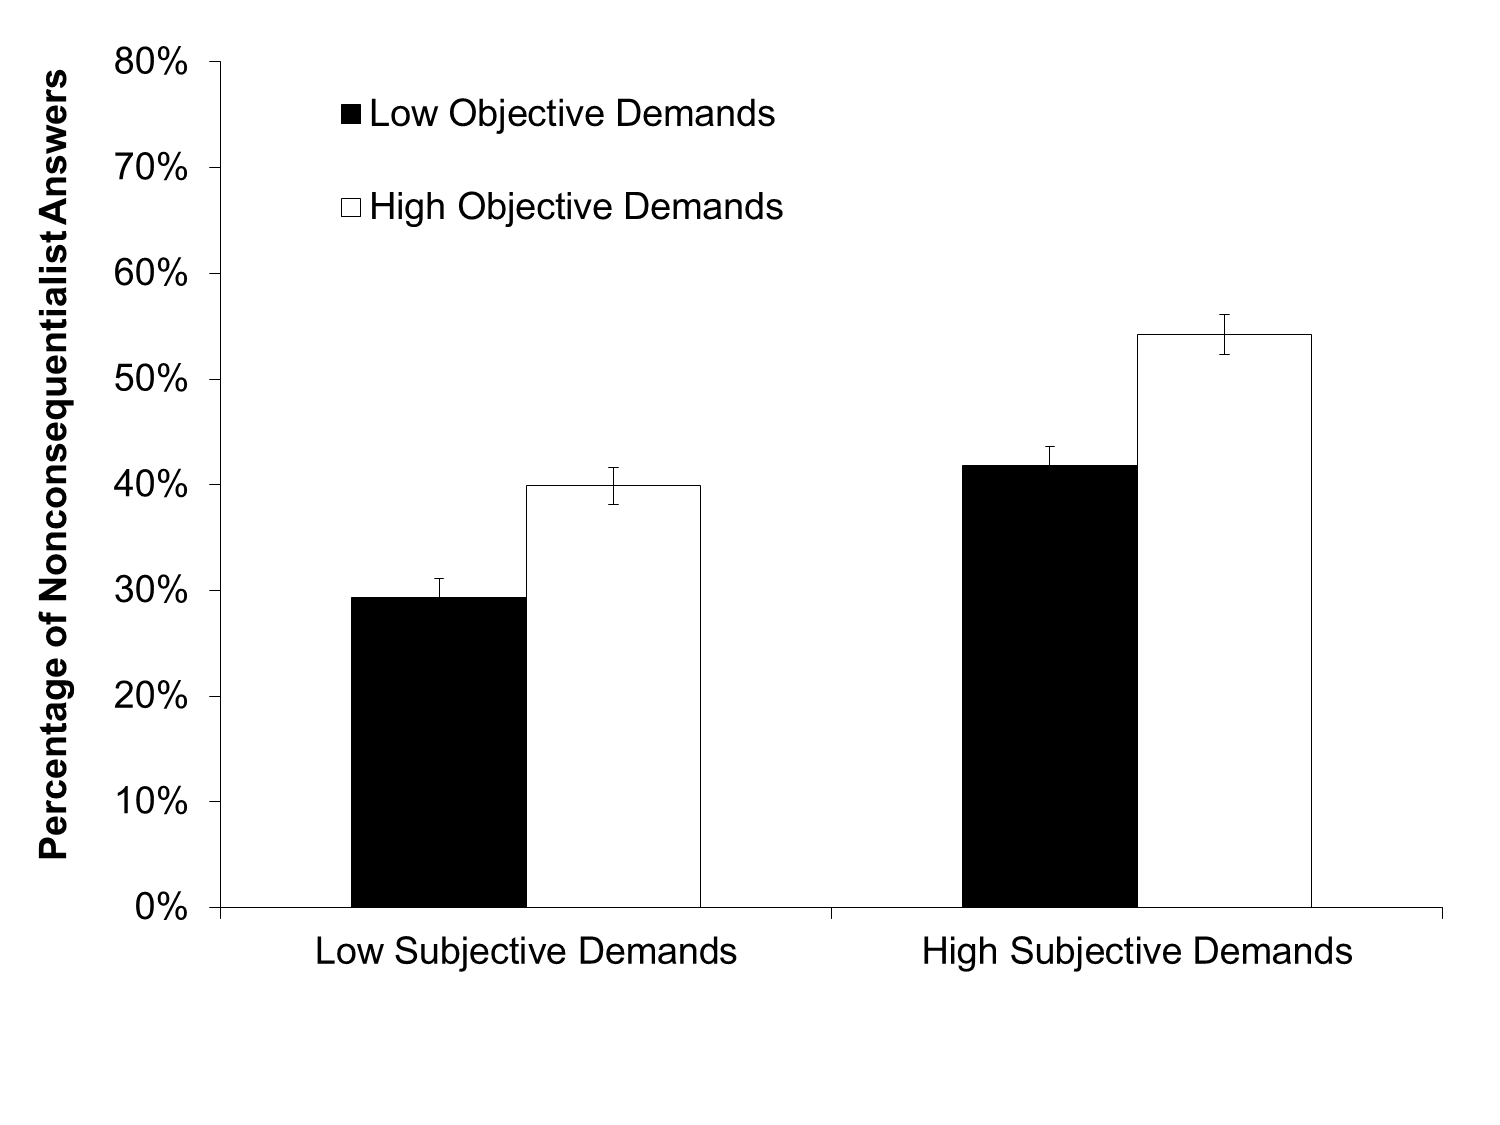 Percentage of Nonconsequentialist Answers
80%
70%
60%
50%
40%
30%
20%
10%
0%
Low Objective Demands
High Objective Demands
Low Subjective Demands
High Subjective Demands